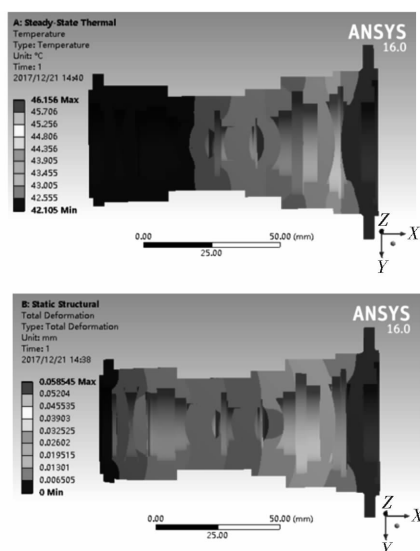 A: Steady-State Thermal
Temperature
Type: Temperature
Unit: °C
Time: 1
2017/12/21 14:40
ANSYS
16.0
46.156 Max
45.706
45.256
44.806
44.356
43.905
43.455
43.005
42.555
42.105 Min
0.00
50.00 (mm)
25.00
Z
X
Y
B: Static Structural
Total Deformation
Type: Total Deformation
Unit: mm
Time: 1
2017/12/21 14:38
ANSYS
16.0
0.058545 Max
0.05204
0.045535
0.03903
0.032525
0.02602
0.019515
0.01301
0.006505
0 Min
0.00
50.00 (mm)
25.00
Z
X
Y